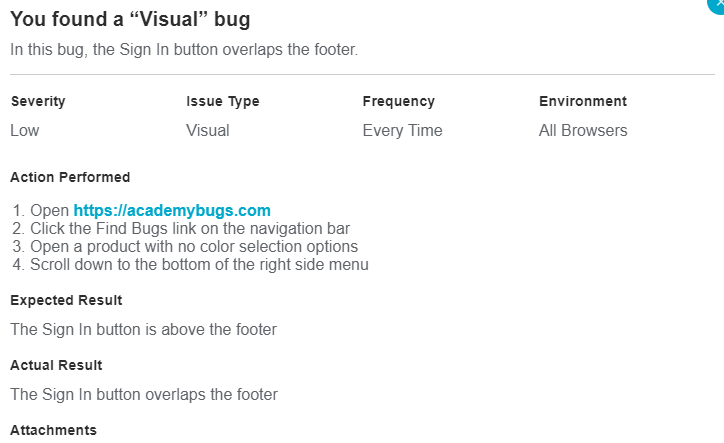 You found a “Visual” bug
In this bug, the Sign In button overlaps the footer.
Severity Issue Type Frequency Environment
Low Visual Every Time All Browsers
Action Performed
1. Open https://academybugs.com
2. Click the Find Bugs link on the navigation bar
3. Open a product with no color selection options
4. Scroll down to the bottom of the right side menu
Expected Result
The Sign In button is above the footer
Actual Result
The Sign In button overlaps the footer
Attachments